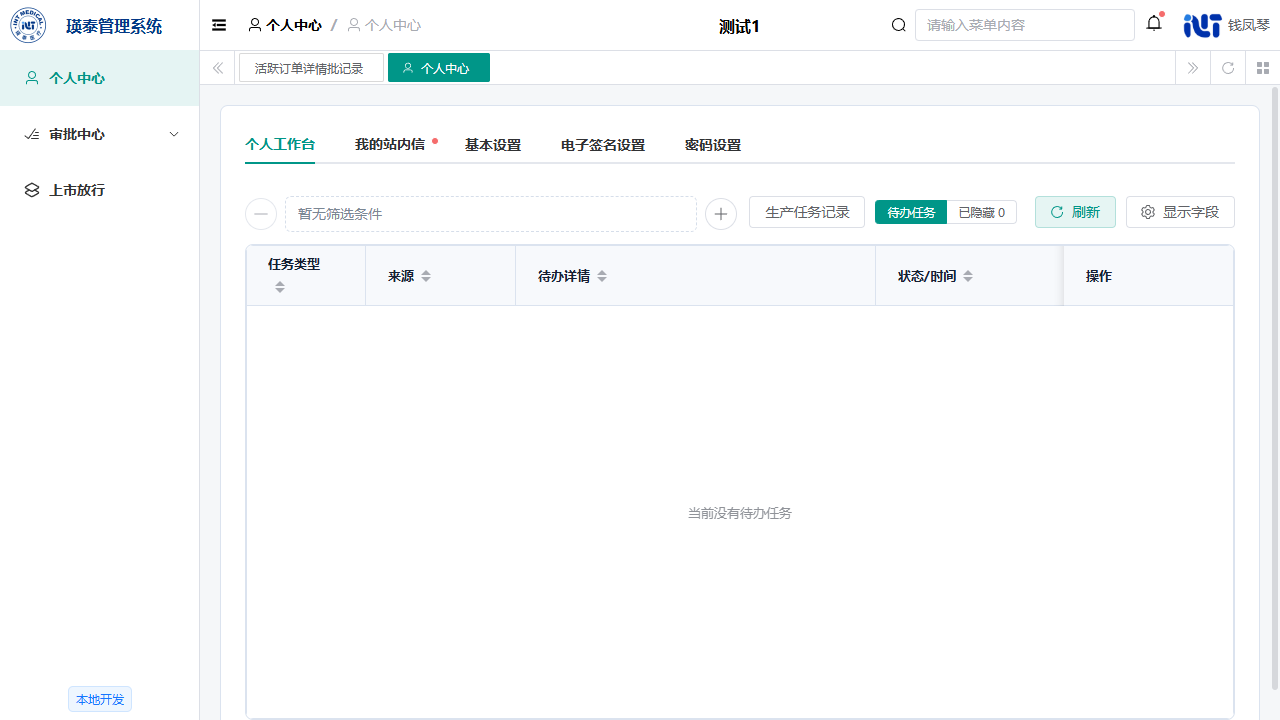 瑛泰管理系统
个人中心 / 个人中心
测试1
请输入菜单内容
钱凤琴
个人中心
审批中心
上市放行
本地开发
活跃订单详情批记录
个人中心
个人工作台
我的站内信
基本设置
电子签名设置
密码设置
暂无筛选条件
生产任务记录
待办任务
已隐藏 0
刷新
显示字段
任务类型
来源
待办详情
状态/时间
操作
当前没有待办任务